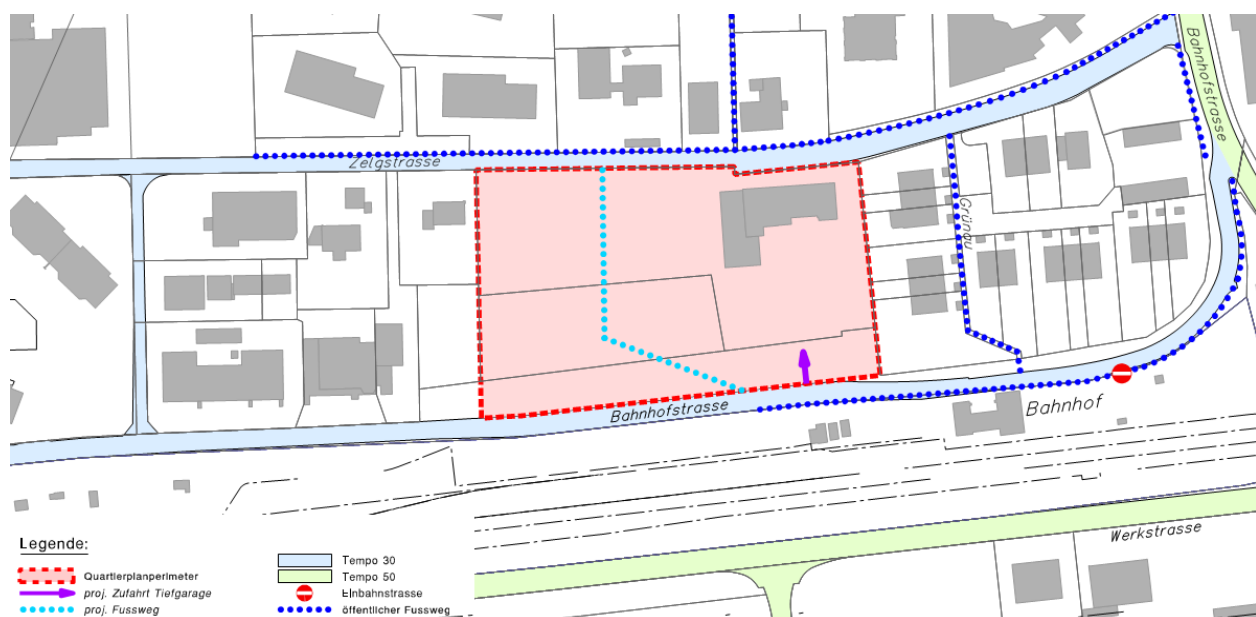 Bahnhofstrasse
Zelgstrasse
Grünau
Bahnhofstrasse
Bahnhof
Werkstrasse
Legende:
Quartierplanperimeter
proj. Zufahrt Tiefgarage
proj. Fussweg
Tempo 30
Tempo 50
Einbahnstrasse
öffentlicher Fussweg